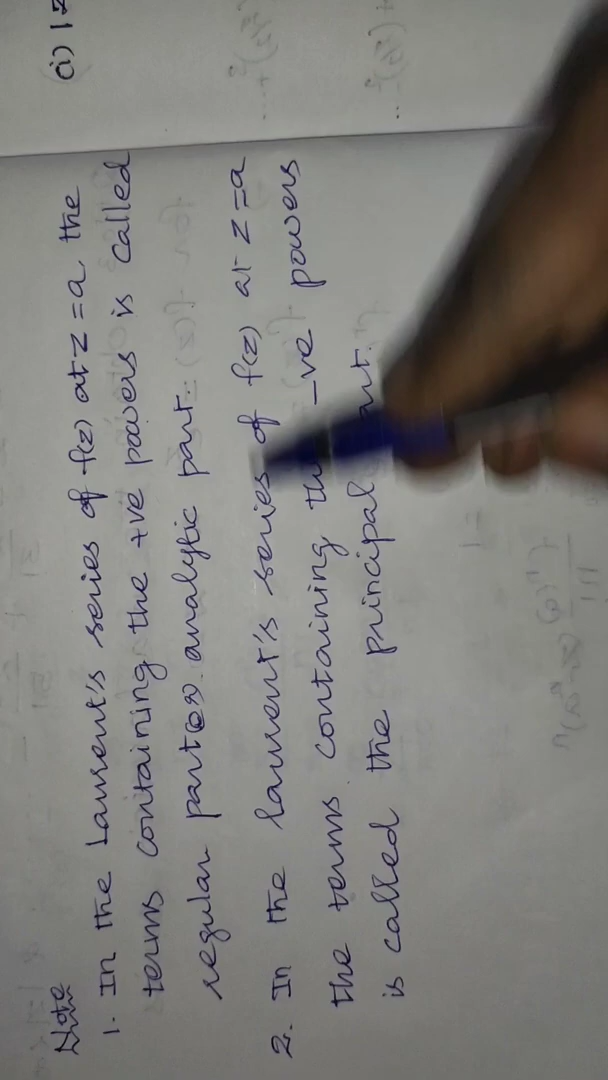 Note
1. In the Laurent's series of f(z) at z=a, the
terms containing the +ve powers is called
regular part (or) analytic part.
2. In the laurent's series of f(z) at z=a
the terms containing the -ve powers
is called the principal part.
(i) |z